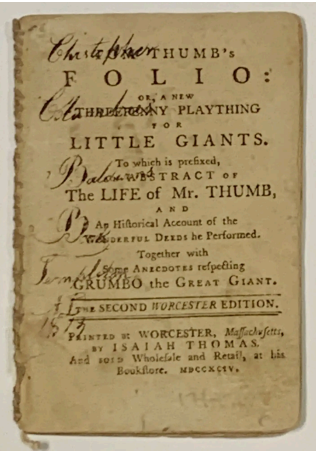 Christopher
THUMB's
FOLIO:
OR, A NEW
THREEPENNY PLAYTHING
FOR
LITTLE GIANTS.
To which is prefixed,
ABSTRACT OF
The LIFE of Mr. THUMB,
AND
An Hiſtorical Account of the
WONDERFUL DEEDS he Performed.
Together with
ANECDOTES reſpecting
GRUMBO the GREAT GIANT.
THE SECOND WORCESTER EDITION.
PRINTED at WORCESTER, Maſſachuſetts,
BY ISAIAH THOMAS.
And SOLD Wholeſale and Retail, at his
Bookſtore. MDCCXCIV.